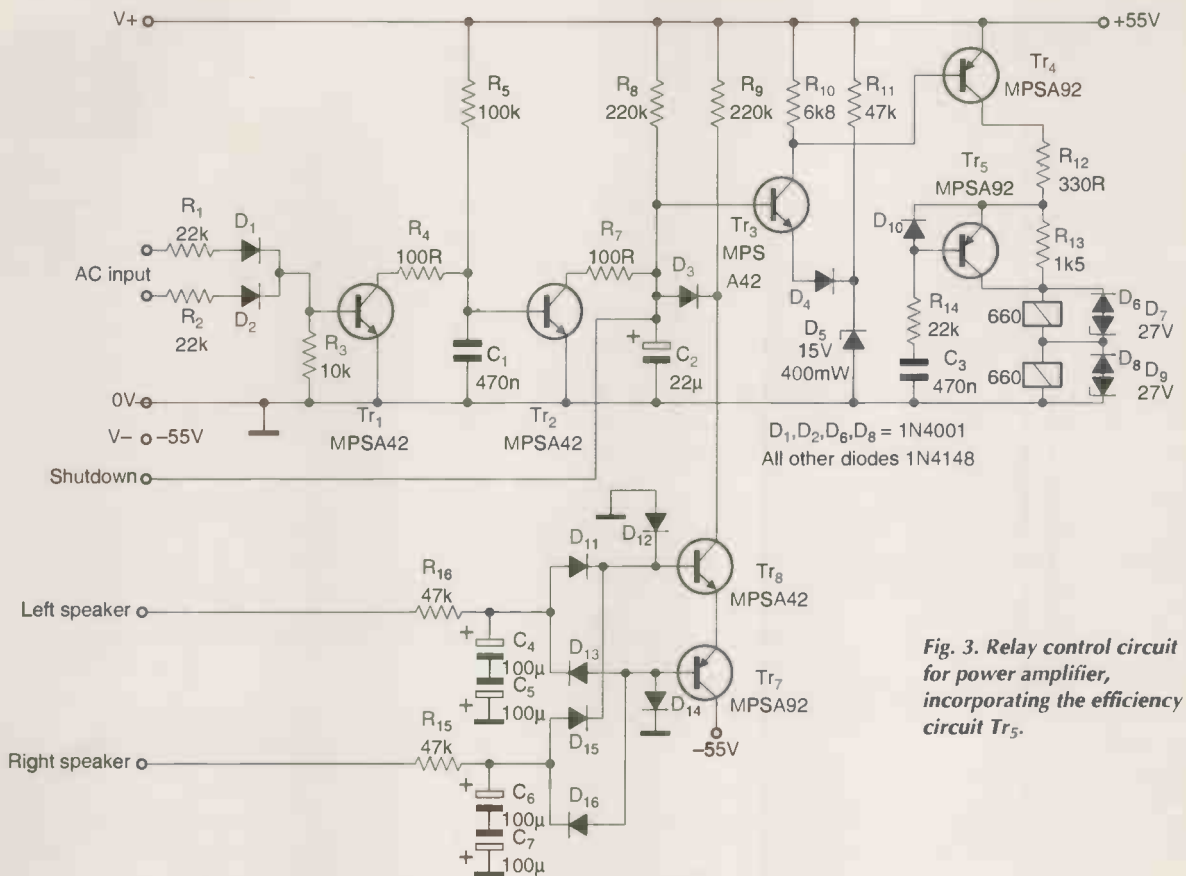 V+
+55V
R5
100k
R8
220k
R9
220k
R10
6k8
R11
47k
Tr4
MPSA92
R12
330R
Tr5
MPSA92
R1
22k
D1
AC input
R2
22k
D2
R4
100R
R3
10k
R7
100R
D3
Tr3
MPS
A42
D4
D10
R13
1k5
R14
22k
D5
15V
400mW
C1
470n
C2
22µ
C3
470n
660
660
D6 D7
27V
D8 D9
27V
0V
V– –55V
Tr1
MPSA42
Tr2
MPSA42
D1,D2,D6,D8 = 1N4001
All other diodes 1N4148
Shutdown
D11
D12
Tr8
MPSA42
R16
47k
Left speaker
C4
100µ
C5
100µ
D13
D14
Tr7
MPSA92
–55V
R15
47k
D15
Right speaker
C6
100µ
C7
100µ
D16
+
+
+
+
+
Fig. 3. Relay control circuit
for power amplifier,
incorporating the efficiency
circuit Tr5.